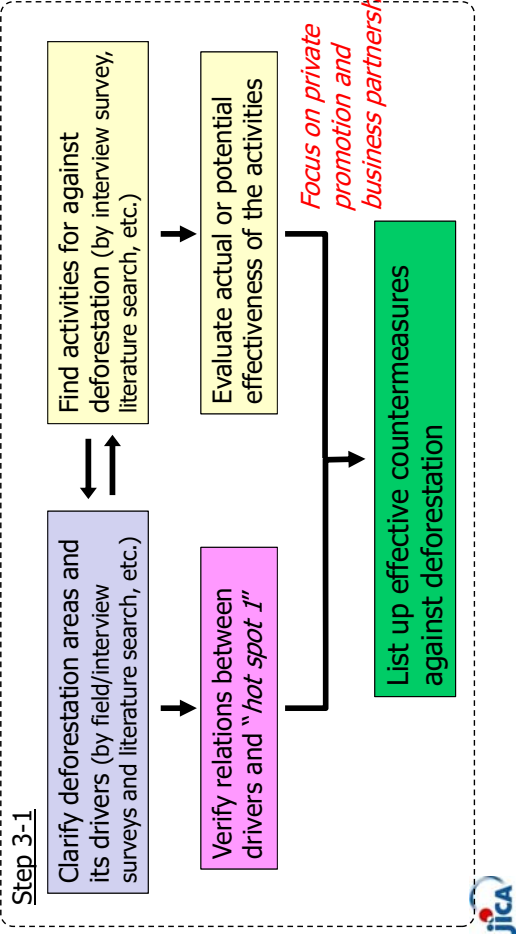 Step 3-1
Clarify deforestation areas and
its drivers (by field/interview
surveys and literature search, etc.)
Find activities for against
deforestation (by interview survey,
literature search, etc.)
Verify relations between
drivers and “hot spot 1”
Evaluate actual or potential
effectiveness of the activities
Focus on private
promotion and
business partnersh
List up effective countermeasures
against deforestation
jica